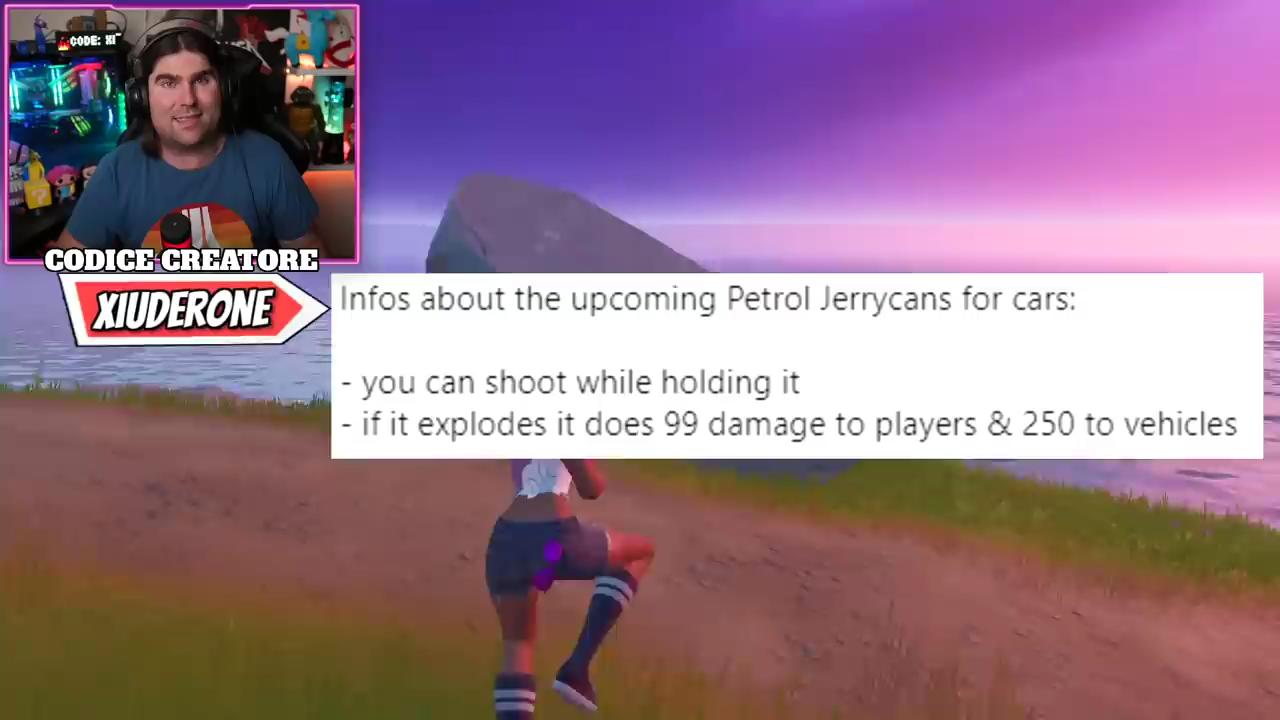 CODE: XI
CODICE CREATORE
XIUDERONE
Infos about the upcoming Petrol Jerrycans for cars:
- you can shoot while holding it
- if it explodes it does 99 damage to players & 250 to vehicles